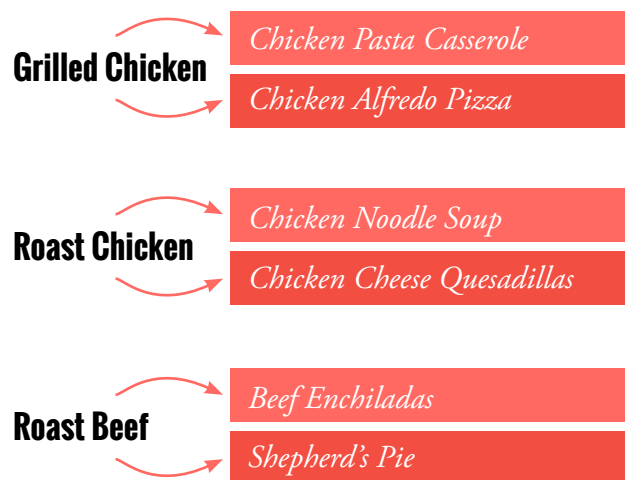 Grilled Chicken
Chicken Pasta Casserole
Chicken Alfredo Pizza
Roast Chicken
Chicken Noodle Soup
Chicken Cheese Quesadillas
Roast Beef
Beef Enchiladas
Shepherd’s Pie